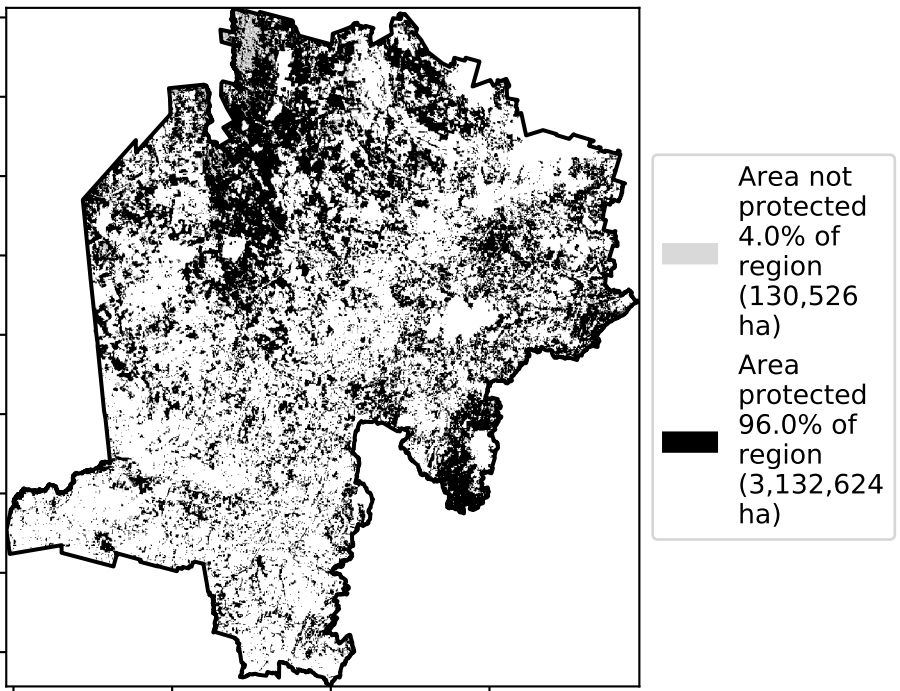 Area not
protected
4.0% of
region
(130,526
ha)
Area
protected
96.0% of
region
(3,132,624
ha)